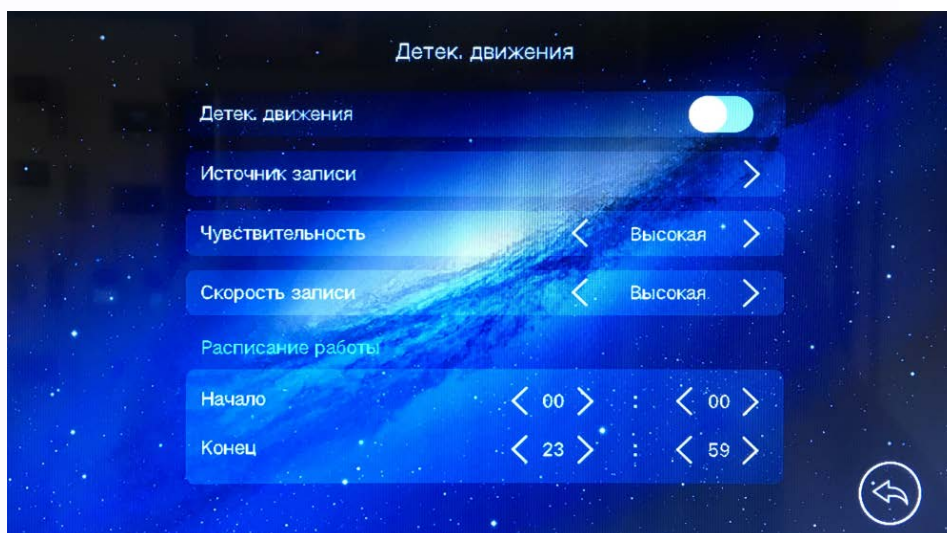 Детек. движения
Детек. движения
Источник записи
Чувствительность Высокая
Скорость записи Высокая
Расписание работы
Начало 00 : 00
Конец 23 : 59